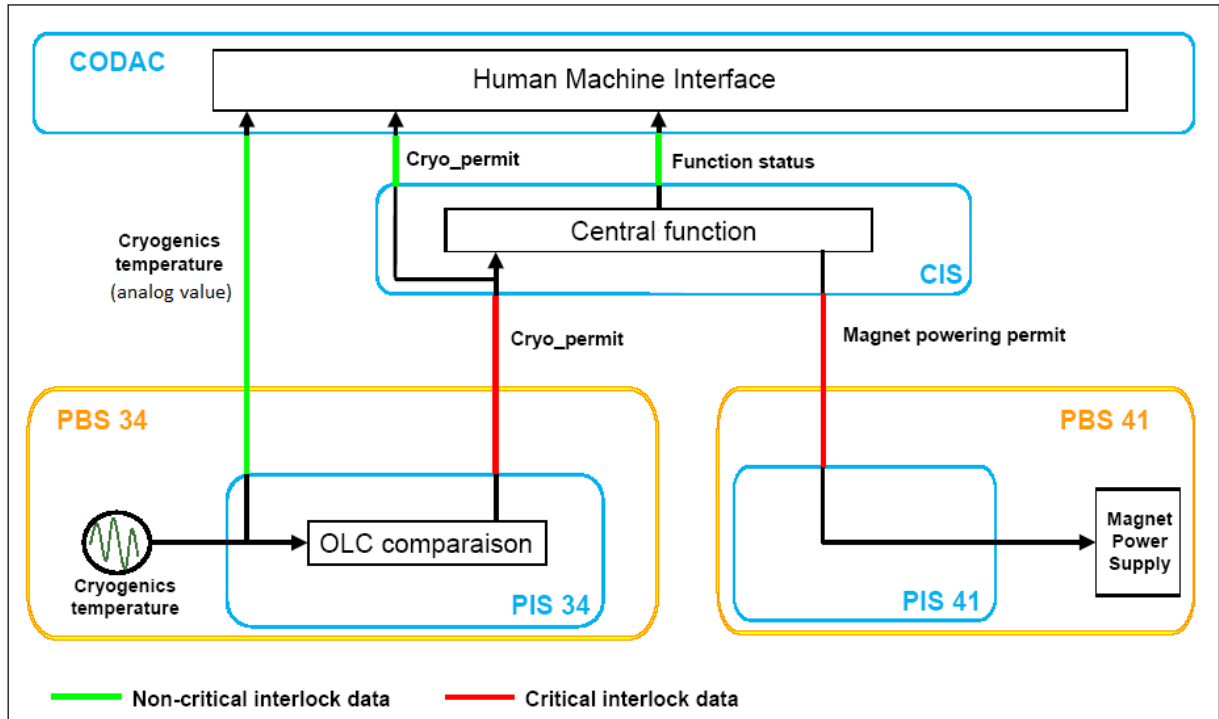 CODAC
Human Machine Interface
Cryo_permit
Function status
Cryogenics
temperature
(analog value)
Central function
CIS
Cryo_permit
Magnet powering permit
PBS 34
PBS 41
OLC comparaison
Cryogenics
temperature
PIS 34
Magnet
Power
Supply
PIS 41
Non-critical interlock data
Critical interlock data